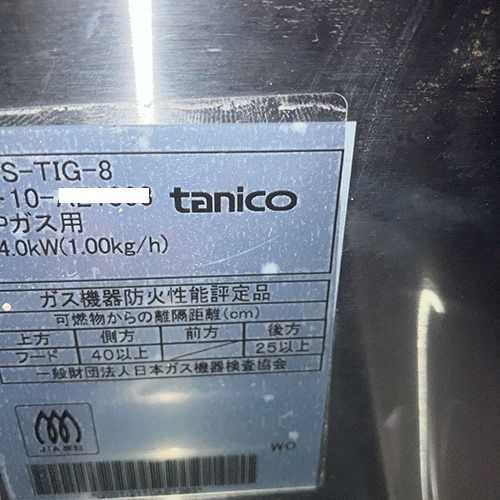 S-TIG-8
-10-
tanico
Pガス用
4.0kW(1.00kg/h)
ガス機器防火性能評定品
可燃物からの離隔距離(cm)
上方 側方 前方 後方
フード 40以上 25以上
一般財団法人日本ガス機器検査協会
JIA
WO